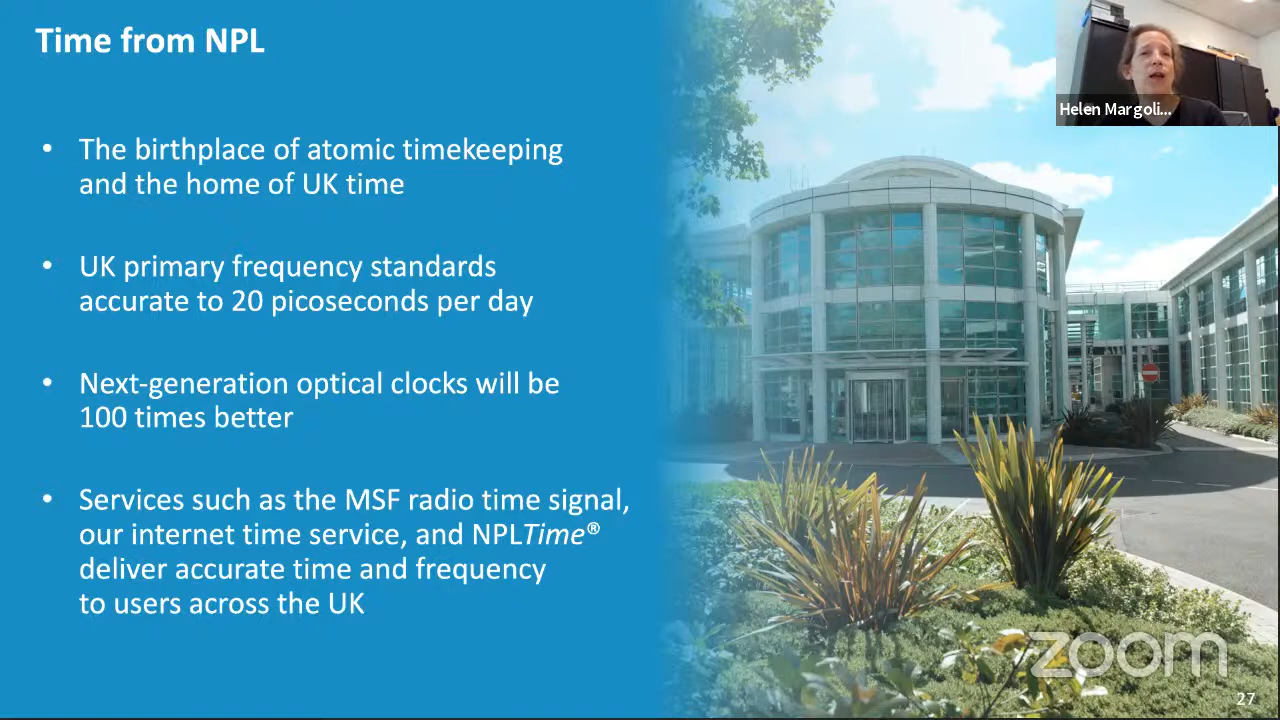 Time from NPL
Helen Margoli...
• The birthplace of atomic timekeeping
and the home of UK time
• UK primary frequency standards
accurate to 20 picoseconds per day
• Next-generation optical clocks will be
100 times better
• Services such as the MSF radio time signal,
our internet time service, and NPLTime®
deliver accurate time and frequency
to users across the UK
zoom
27